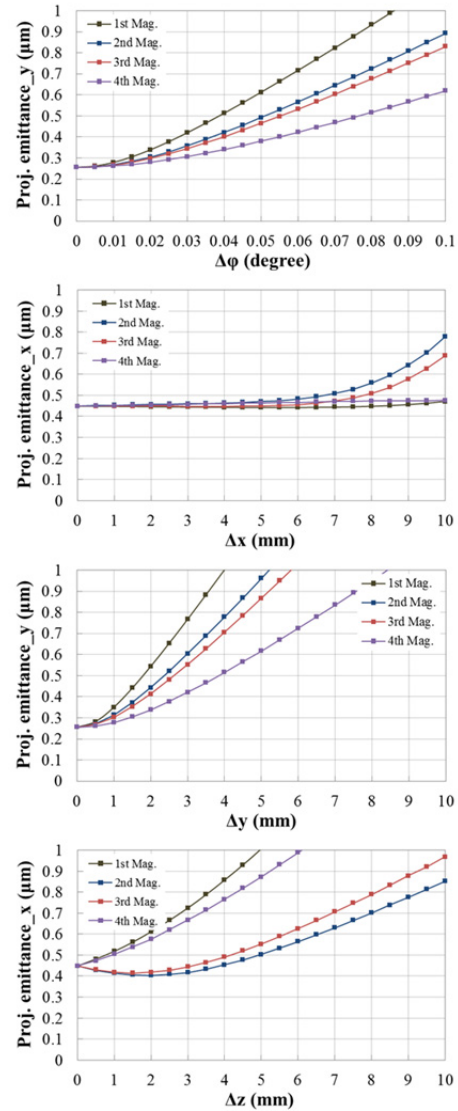 Proj. emittance_y (μm)
1
0.9
0.8
0.7
0.6
0.5
0.4
0.3
0.2
0.1
0
1st Mag.
2nd Mag.
3rd Mag.
4th Mag.
0 0.01 0.02 0.03 0.04 0.05 0.06 0.07 0.08 0.09 0.1
Δφ (degree)
Proj. emittance_x (μm)
1
0.9
0.8
0.7
0.6
0.5
0.4
0.3
0.2
0.1
0
1st Mag.
2nd Mag.
3rd Mag.
4th Mag.
0 1 2 3 4 5 6 7 8 9 10
Δx (mm)
Proj. emittance_y (μm)
1
0.9
0.8
0.7
0.6
0.5
0.4
0.3
0.2
0.1
0
1st Mag.
2nd Mag.
3rd Mag.
4th Mag.
0 1 2 3 4 5 6 7 8 9 10
Δy (mm)
Proj. emittance_x (μm)
1
0.9
0.8
0.7
0.6
0.5
0.4
0.3
0.2
0.1
0
1st Mag.
2nd Mag.
3rd Mag.
4th Mag.
0 1 2 3 4 5 6 7 8 9 10
Δz (mm)